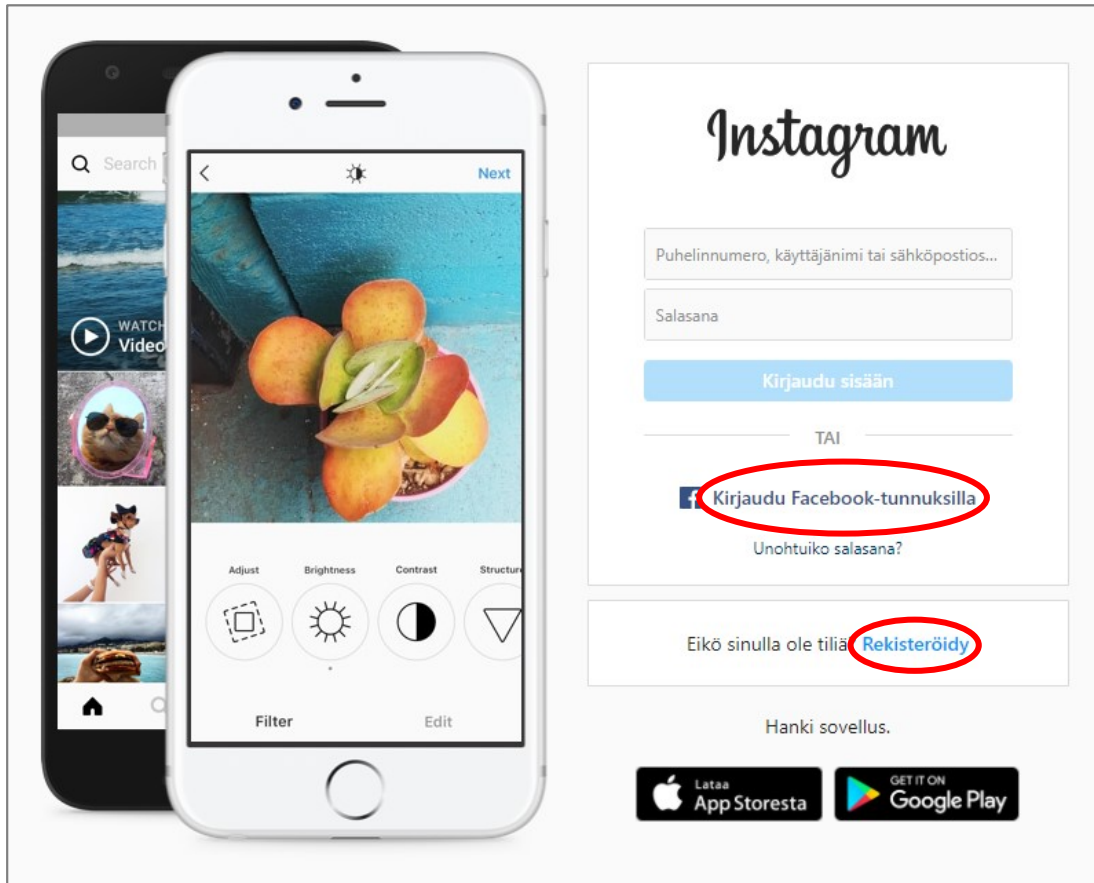 Search
WATCH
Video
Next
Adjust
Brightness
Contrast
Structure
Filter
Edit
Instagram
Puhelinnumero, käyttäjänimi tai sähköpostios...
Salasana
Kirjaudu sisään
TAI
Kirjaudu Facebook-tunnuksilla
Unohtuiko salasana?
Eikö sinulla ole tiliä Rekisteröidy
Hanki sovellus.
Lataa
App Storesta
GET IT ON
Google Play